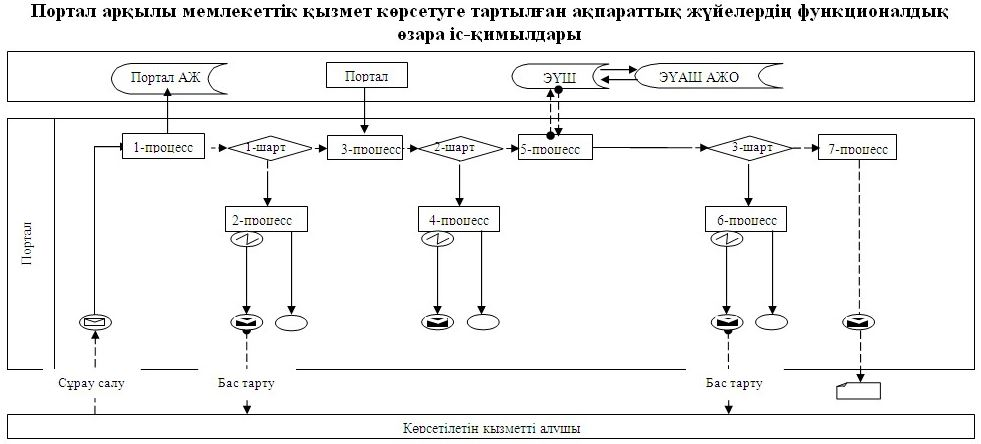 Портал арқылы мемлекеттік қызмет көрсетуге тартылған ақпараттық жүйелердің функционалдық
өзара іс-қимылдары
Портал АЖ
Портал
ЭҮШ
ЭҮАШ АЖО
1-процесс
1-шарт
3-процесс
2-шарт
5-процесс
3-шарт
7-процесс
2-процесс
4-процесс
6-процесс
Портал
Сұрау салу
Бас тарту
Бас тарту
Көрсетілетін қызметті алушы